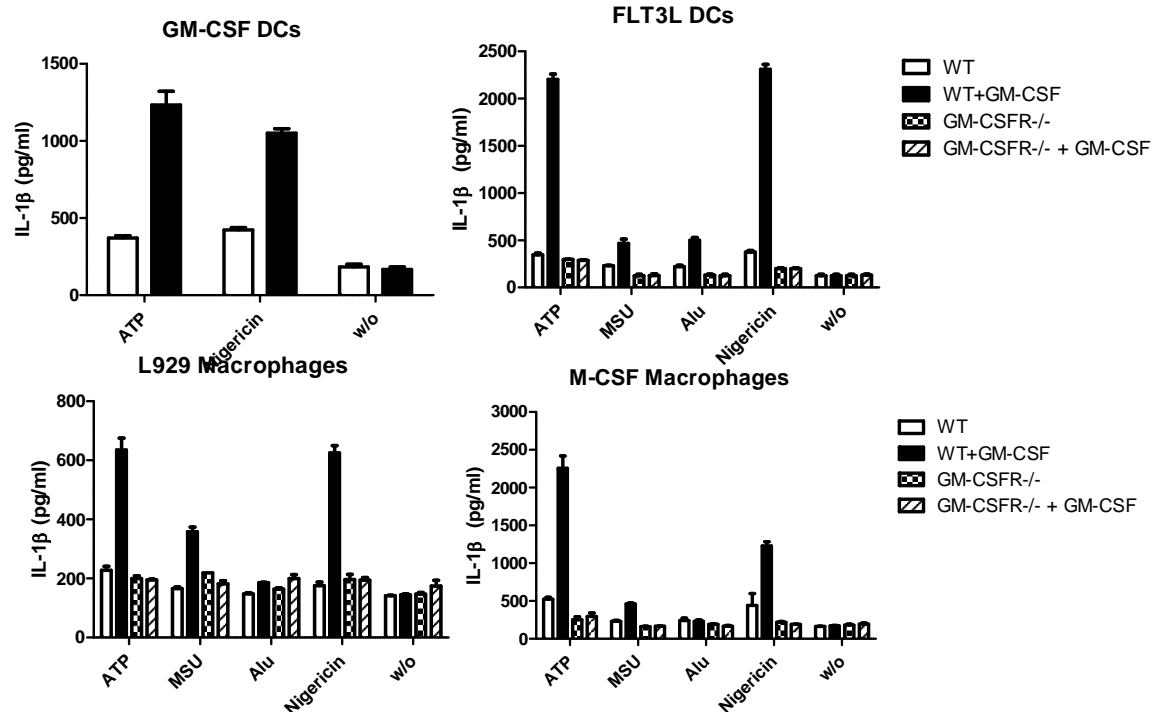 GM-CSF DCs
IL-1β (pg/ml)
1500
1000
500
0
ATP
Nigericin
w/o
FLT3L DCs
IL-1β (pg/ml)
2500
2000
1500
1000
500
0
ATP
MSU
Alu
Nigericin
w/o
WT
WT+GM-CSF
GM-CSFR-/-
GM-CSFR-/- + GM-CSF
L929 Macrophages
IL-1β (pg/ml)
800
600
400
200
0
ATP
MSU
Alu
Nigericin
w/o
M-CSF Macrophages
IL-1β (pg/ml)
3000
2500
2000
1500
1000
500
0
ATP
MSU
Alu
Nigericin
w/o
WT
WT+GM-CSF
GM-CSFR-/-
GM-CSFR-/- + GM-CSF